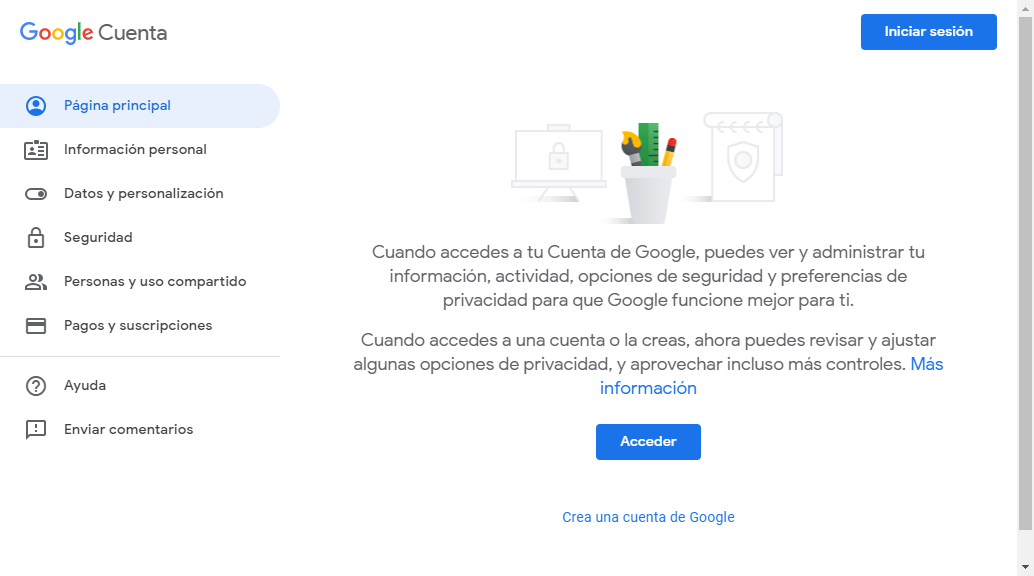 Google Cuenta
Iniciar sesión
Página principal
Información personal
Datos y personalización
Seguridad
Personas y uso compartido
Pagos y suscripciones
Ayuda
Enviar comentarios
Cuando accedes a tu Cuenta de Google, puedes ver y administrar tu
información, actividad, opciones de seguridad y preferencias de
privacidad para que Google funcione mejor para ti.
Cuando accedes a una cuenta o la creas, ahora puedes revisar y ajustar
algunas opciones de privacidad, y aprovechar incluso más controles. Más
información
Acceder
Crea una cuenta de Google